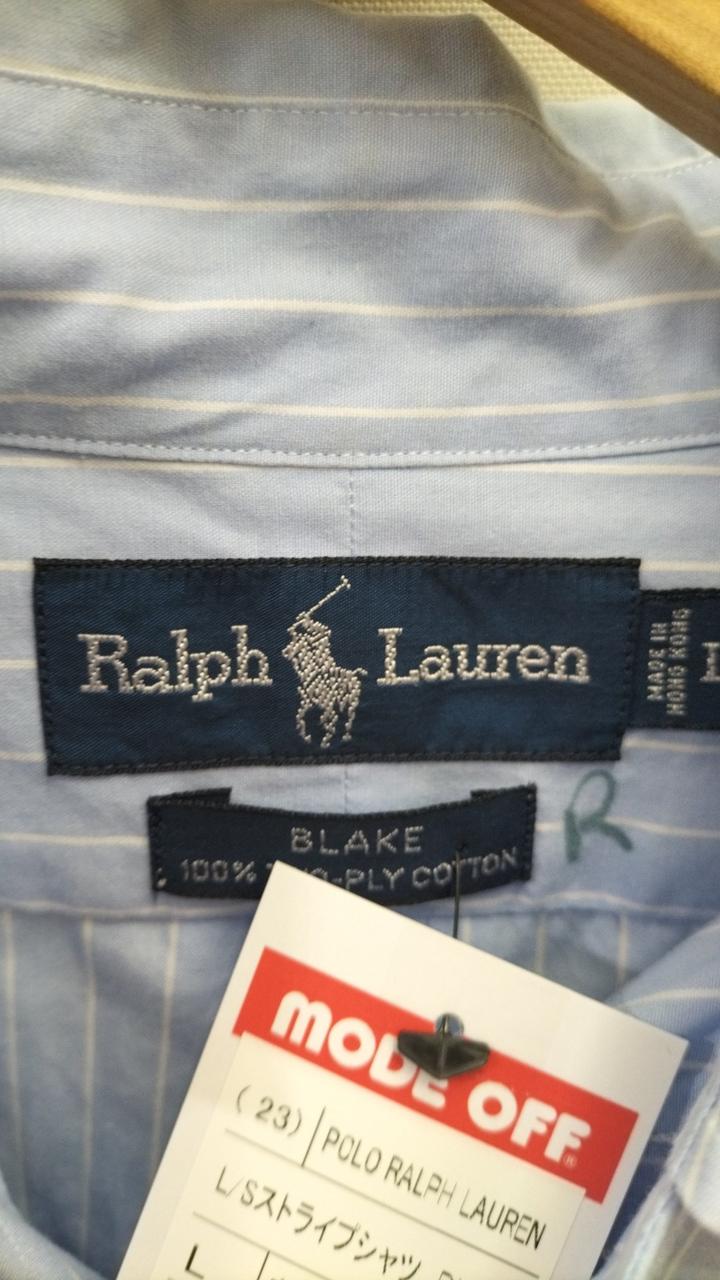 Ralph Lauren
MADE IN
HONG KONG
BLAKE
100% TWO-PLY COTTON
R
MODE OFF
(23) POLO RALPH LAUREN
L/Sストライプシャツ
L